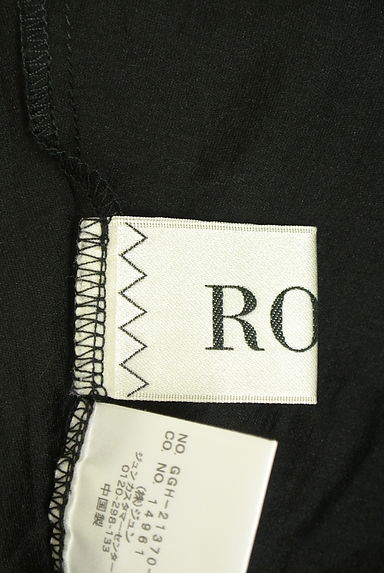 RO
NO. GGH-21370-
CO. NO. 14961
(株)ジュン
ジュンカスタマーセンター
0120-298-133
中国製